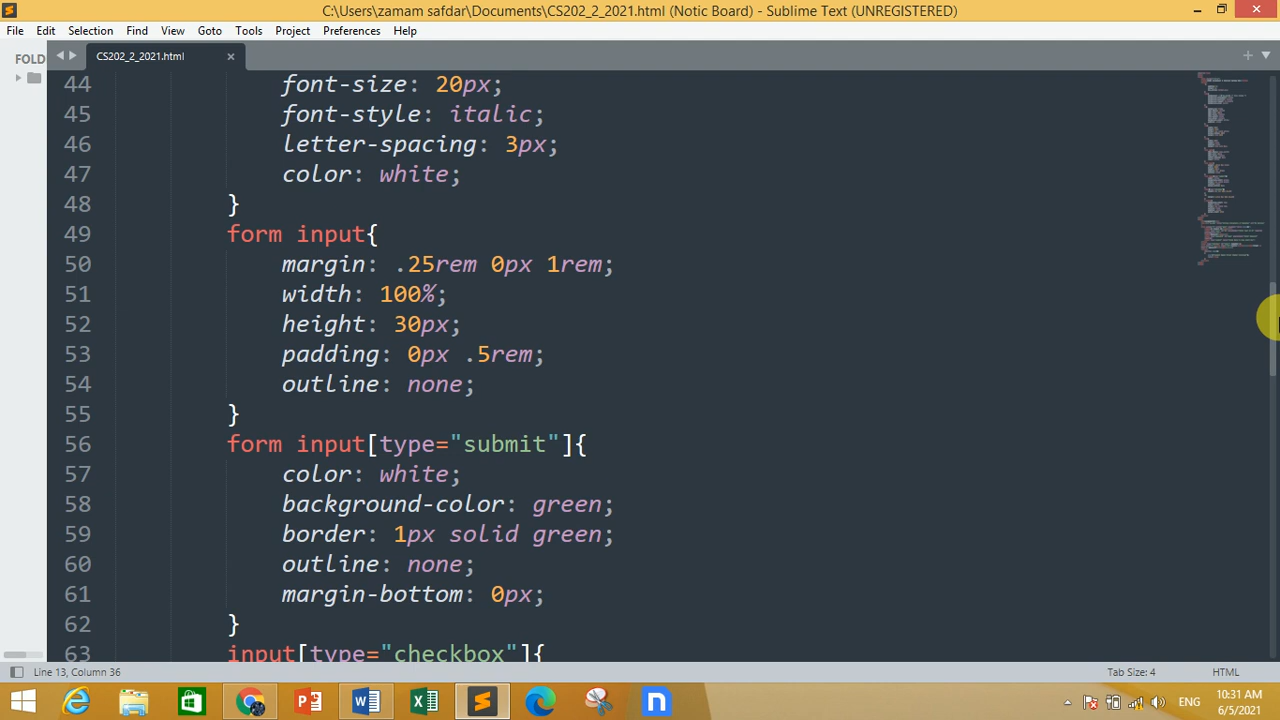 C:\Users\zamam safdar\Documents\CS202_2_2021.html (Notic Board) - Sublime Text (UNREGISTERED)
File Edit Selection Find View Goto Tools Project Preferences Help
FOLD
CS202_2_2021.html
44 font-size: 20px;
45 font-style: italic;
46 letter-spacing: 3px;
47 color: white;
48 }
49 form input{
50 margin: .25rem 0px 1rem;
51 width: 100%;
52 height: 30px;
53 padding: 0px .5rem;
54 outline: none;
55 }
56 form input[type="submit"]{
57 color: white;
58 background-color: green;
59 border: 1px solid green;
60 outline: none;
61 margin-bottom: 0px;
62 }
63 input[type="checkbox"]{
Line 13, Column 36
Tab Size: 4
HTML
ENG
10:31 AM
6/5/2021